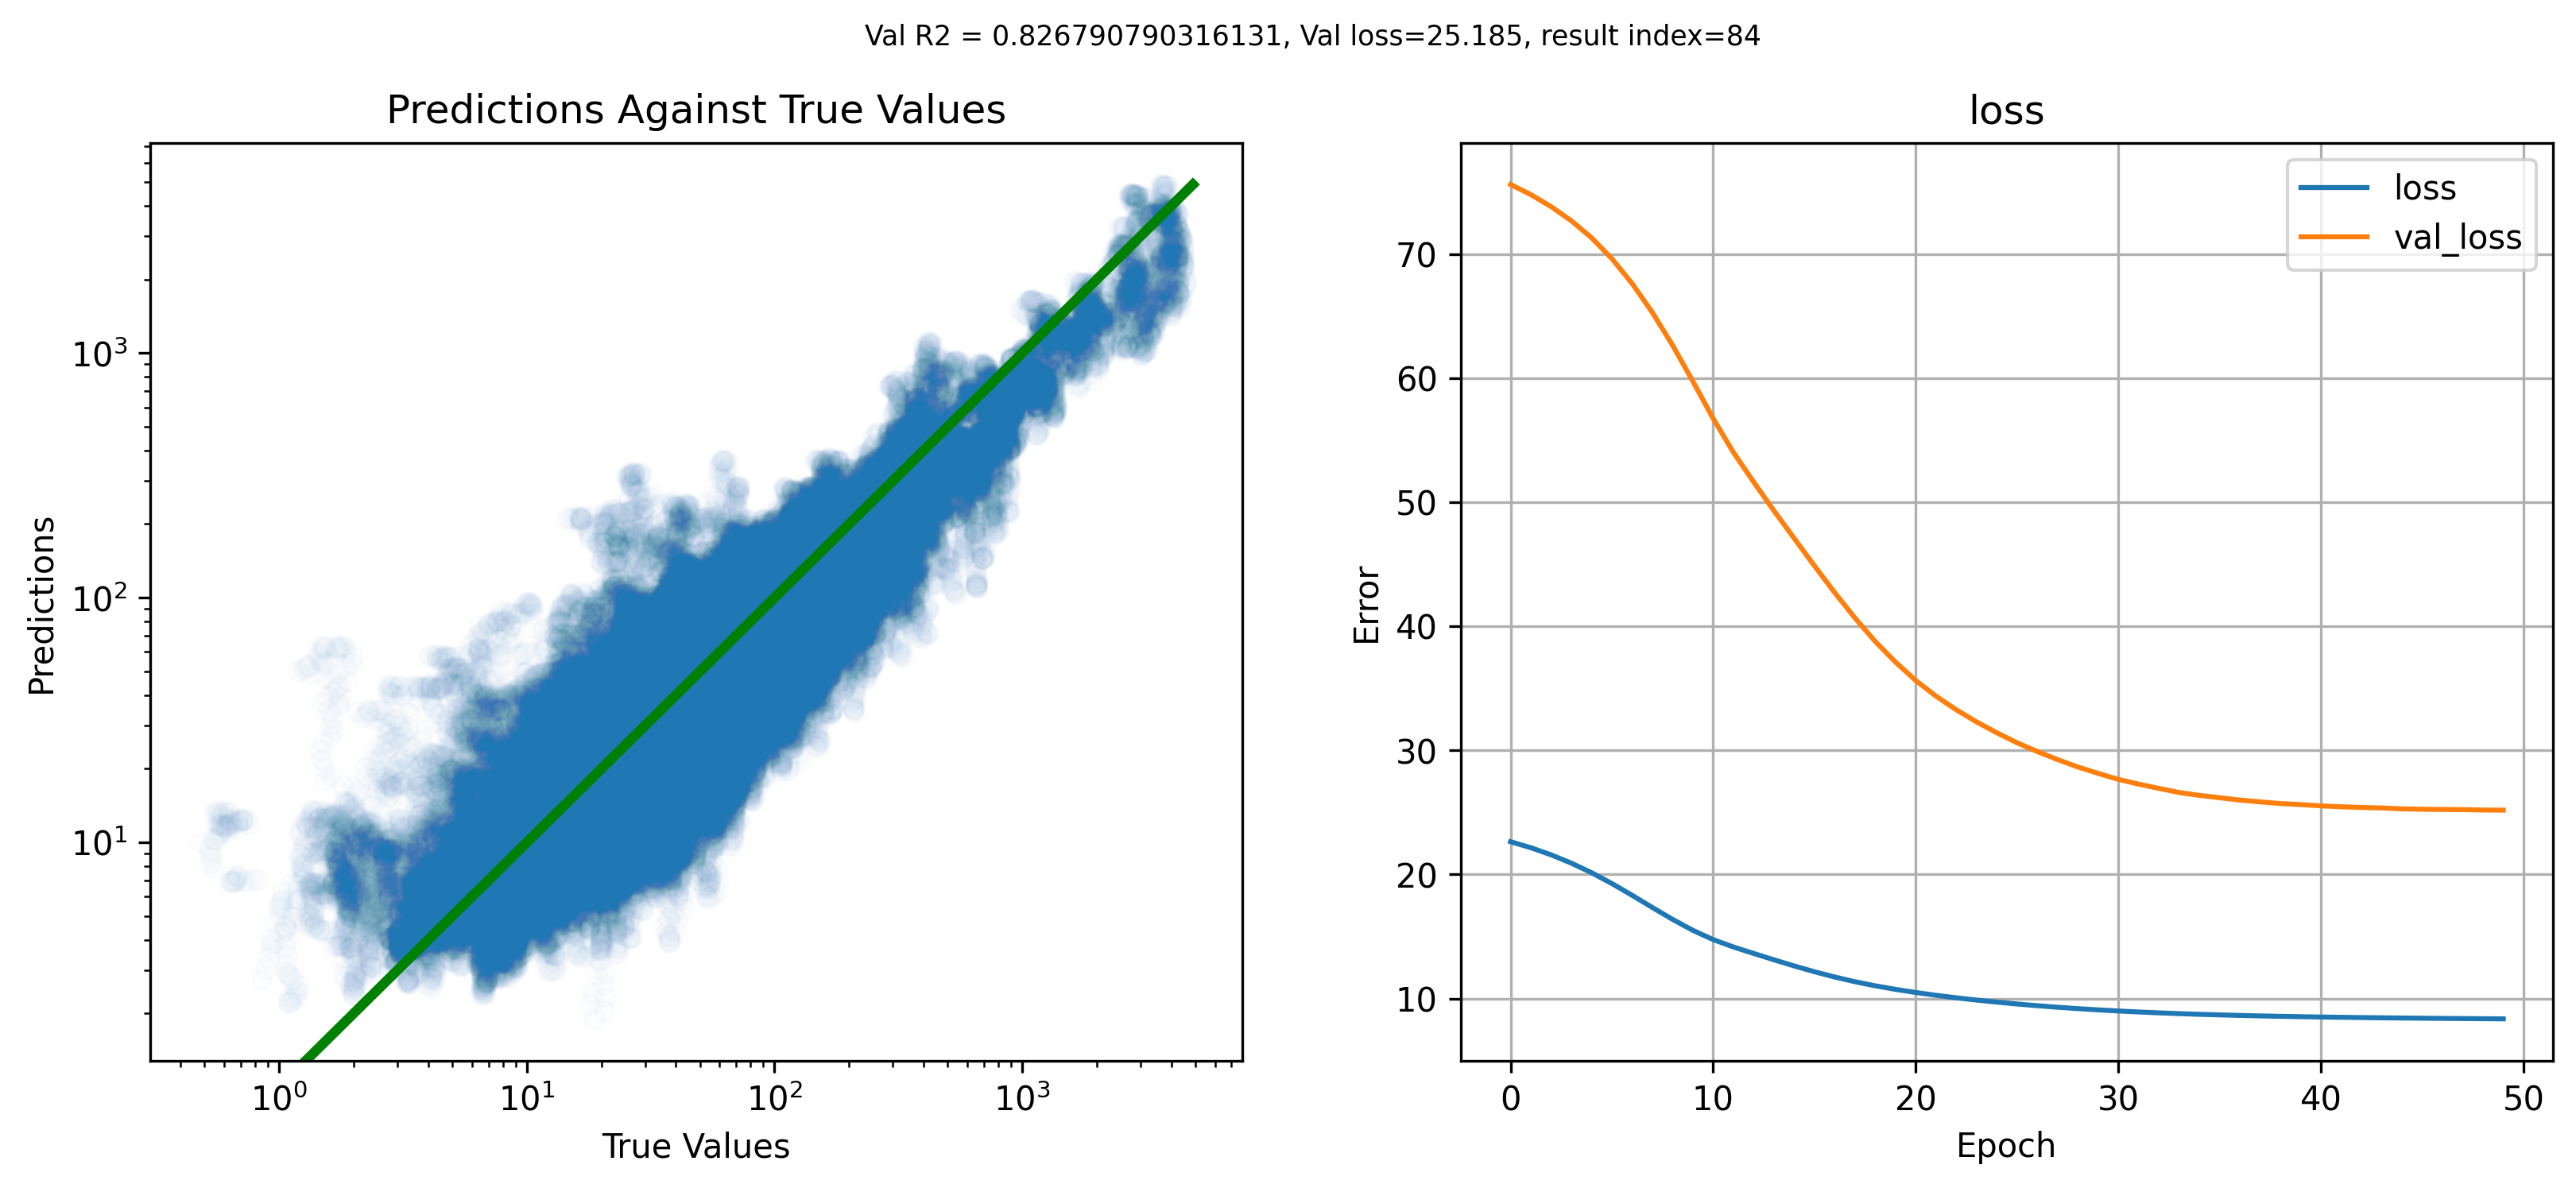 Val R2 = 0.826790790316131, Val loss=25.185, result index=84
Predictions Against True Values
Predictions
10³
10²
10¹
10⁰ 10¹ 10² 10³
True Values
loss
loss
val_loss
Error
70
60
50
40
30
20
10
0 10 20 30 40 50
Epoch